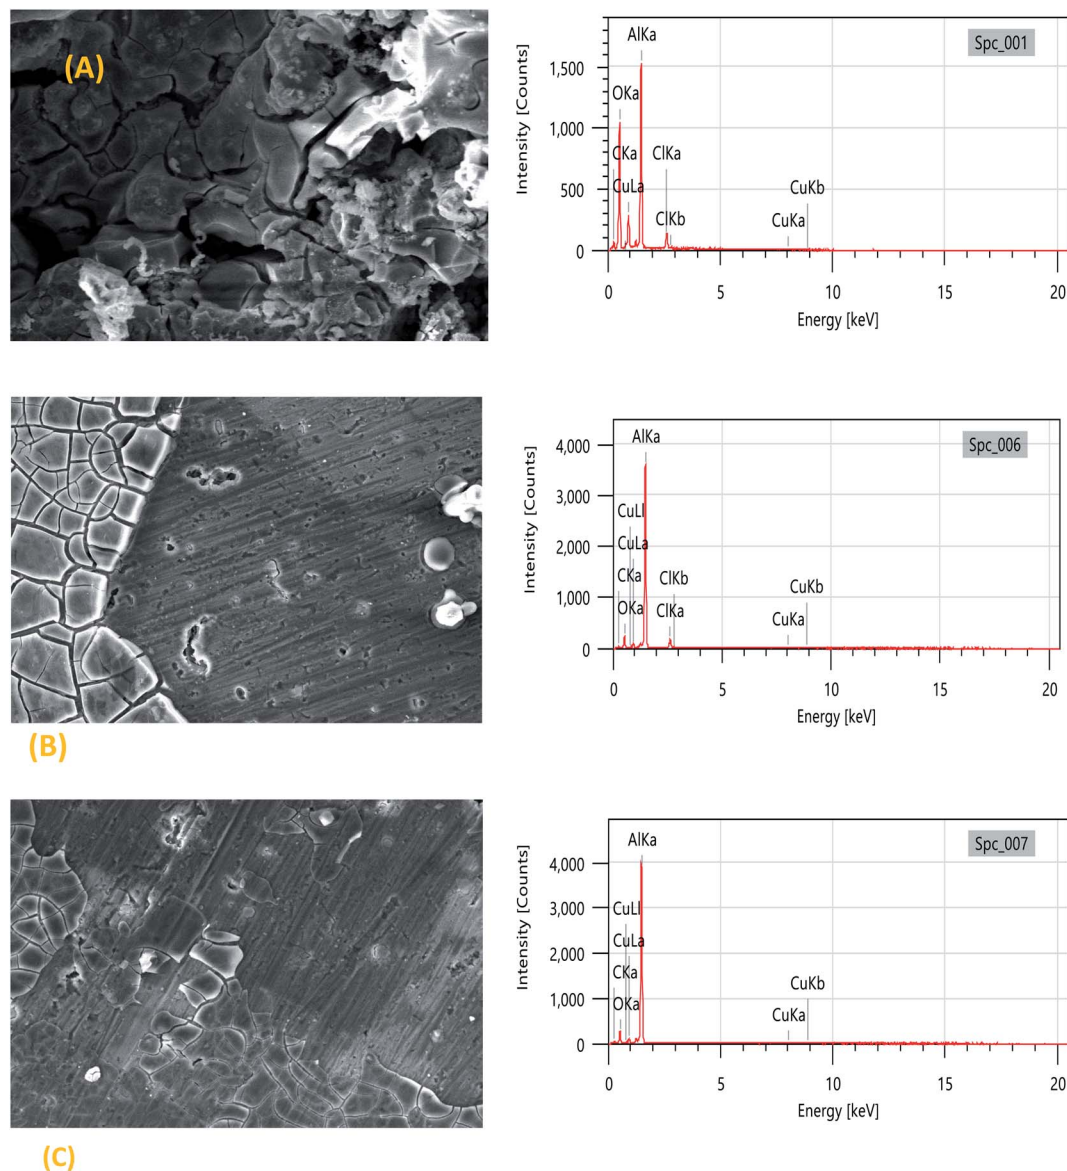 (A)
Spc_001
Intensity [Counts]
1,500
1,000
500
0
AlKa
OKa
CKa
CuLa
ClKa
ClKb
CuKb
CuKa
0 5 10 15 20
Energy [keV]
(B)
Spc_006
Intensity [Counts]
4,000
3,000
2,000
1,000
0
AlKa
CuLl
CuLa
CKa
OKa
ClKb
ClKa
CuKb
CuKa
0 5 10 15 20
Energy [keV]
(C)
Spc_007
Intensity [Counts]
4,000
3,000
2,000
1,000
0
AlKa
CuLl
CuLa
CKa
OKa
CuKb
CuKa
0 5 10 15 20
Energy [keV]